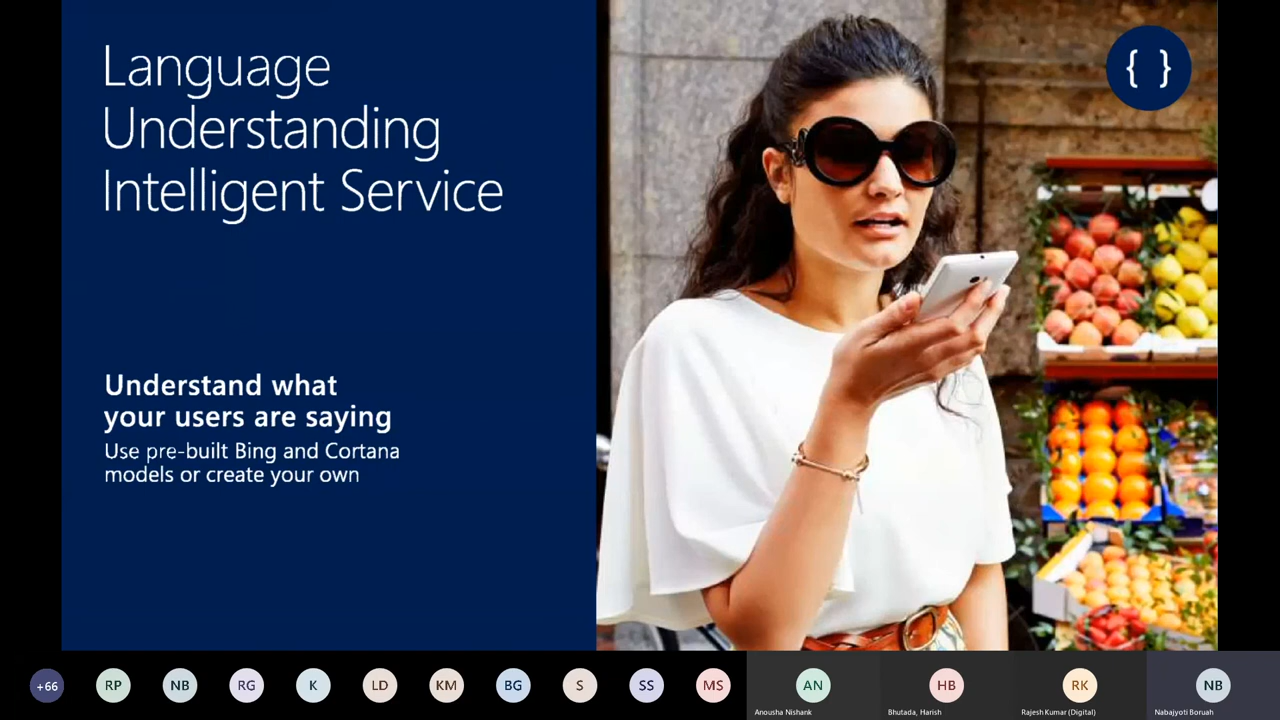 Language
Understanding
Intelligent Service
{ }
Understand what
your users are saying
Use pre-built Bing and Cortana
models or create your own
+66
RP
NB
RG
K
LD
KM
BG
S
SS
MS
AN
HB
RK
NB
Anousha Nishank
Bhutada, Harish
Rajesh Kumar (Digital)
Nabajyoti Boruah